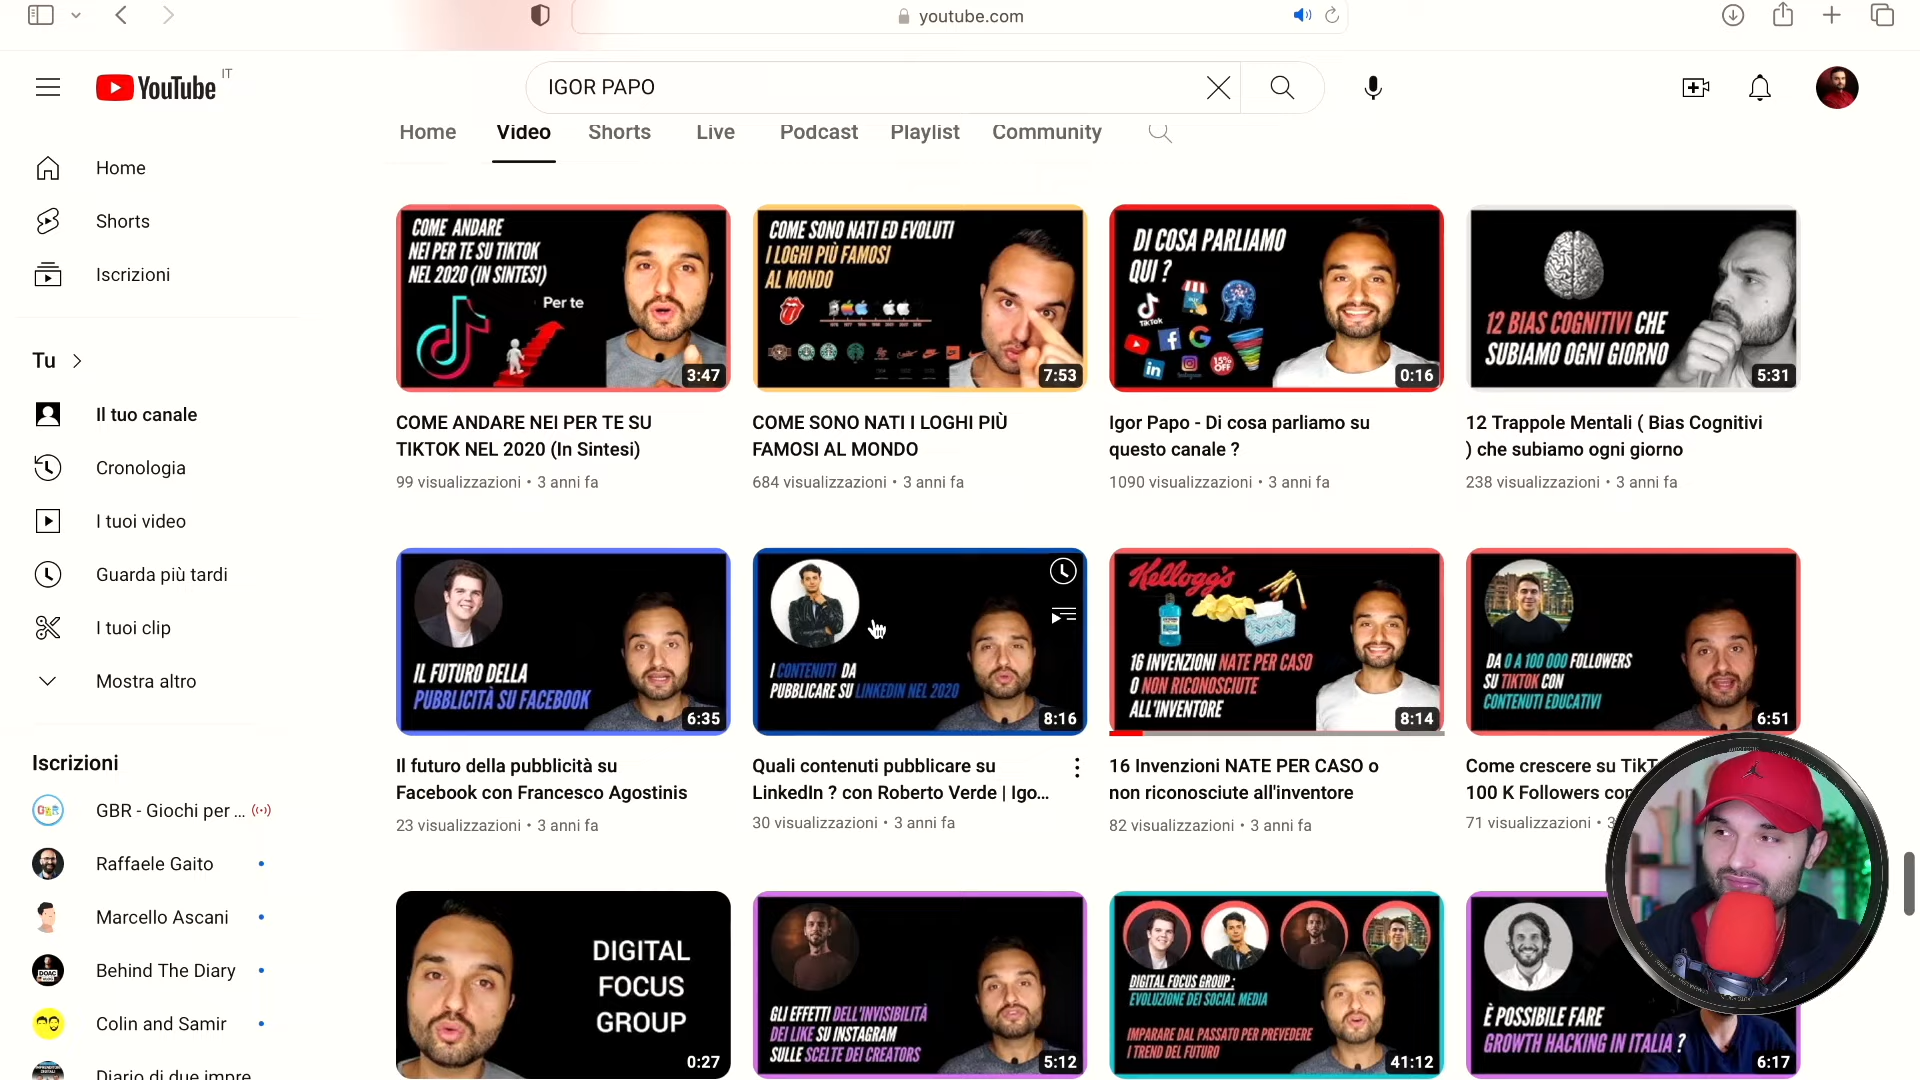 youtube.com
YouTube IT
IGOR PAPO
Home Video Shorts Live Podcast Playlist Community
Home
Shorts
Iscrizioni
Tu
Il tuo canale
Cronologia
I tuoi video
Guarda più tardi
I tuoi clip
Mostra altro
Iscrizioni
GBR - Giochi per ...
Raffaele Gaito
Marcello Ascani
Behind The Diary
Colin and Samir
Diario di due impre
COME ANDARE
NEI PER TE SU TIKTOK
NEL 2020 (IN SINTESI)
Per te
3:47
COME ANDARE NEI PER TE SU
TIKTOK NEL 2020 (In Sintesi)
99 visualizzazioni • 3 anni fa
COME SONO NATI ED EVOLUTI
I LOGHI PIÙ FAMOSI
AL MONDO
7:53
COME SONO NATI I LOGHI PIÙ
FAMOSI AL MONDO
684 visualizzazioni • 3 anni fa
DI COSA PARLIAMO
QUI ?
TikTok
15%
OFF
0:16
Igor Papo - Di cosa parliamo su
questo canale ?
1090 visualizzazioni • 3 anni fa
12 BIAS COGNITIVI CHE
SUBIAMO OGNI GIORNO
5:31
12 Trappole Mentali ( Bias Cognitivi
) che subiamo ogni giorno
238 visualizzazioni • 3 anni fa
IL FUTURO DELLA
PUBBLICITÀ SU FACEBOOK
6:35
Il futuro della pubblicità su
Facebook con Francesco Agostinis
23 visualizzazioni • 3 anni fa
I CONTENUTI DA
PUBBLICARE SU LINKEDIN NEL 2020
8:16
Quali contenuti pubblicare su
LinkedIn ? con Roberto Verde | Igo...
30 visualizzazioni • 3 anni fa
Kellogg's
16 INVENZIONI NATE PER CASO
O NON RICONOSCIUTE
ALL'INVENTORE
8:14
16 Invenzioni NATE PER CASO o
non riconosciute all'inventore
82 visualizzazioni • 3 anni fa
DA 0 A 100 000 FOLLOWERS
SU TIKTOK CON
CONTENUTI EDUCATIVI
6:51
Come crescere su TikT
100 K Followers con
71 visualizzazioni • 3
DIGITAL
FOCUS
GROUP
0:27
GLI EFFETTI DELL'INVISIBILITÀ
DEI LIKE SU INSTAGRAM
SULLE SCELTE DEI CREATORS
5:12
DIGITAL FOCUS GROUP :
EVOLUZIONE DEI SOCIAL MEDIA
IMPARARE DAL PASSATO PER PREVEDERE
I TREND DEL FUTURO
41:12
È POSSIBILE FARE
GROWTH HACKING IN ITALIA ?
6:17